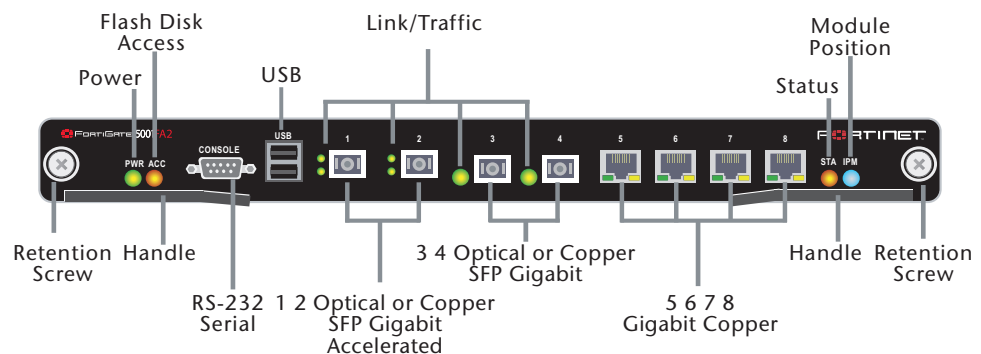 Flash Disk
Access
Link/Traffic
Module
Position
Power
USB
Status
FORTIGATE 5001FA2
USB
1
2
3
4
5
6
7
8
FORTINET
PWR ACC
CONSOLE
STA IPM
Retention
Screw
Handle
3 4 Optical or Copper
SFP Gigabit
Handle
Retention
Screw
RS-232
Serial
1 2 Optical or Copper
SFP Gigabit
Accelerated
5 6 7 8
Gigabit Copper